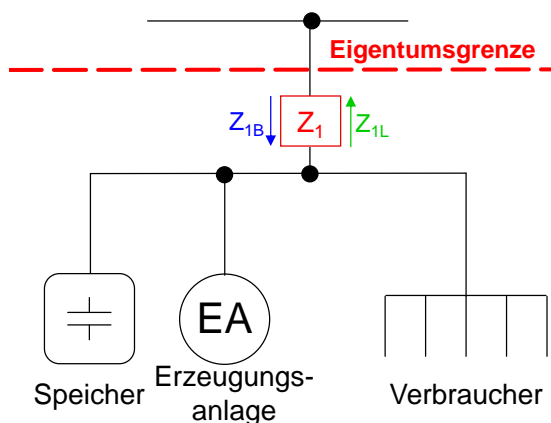 Eigentumsgrenze
Z1B
Z1
Z1L
EA
Speicher
Erzeugungs-
anlage
Verbraucher